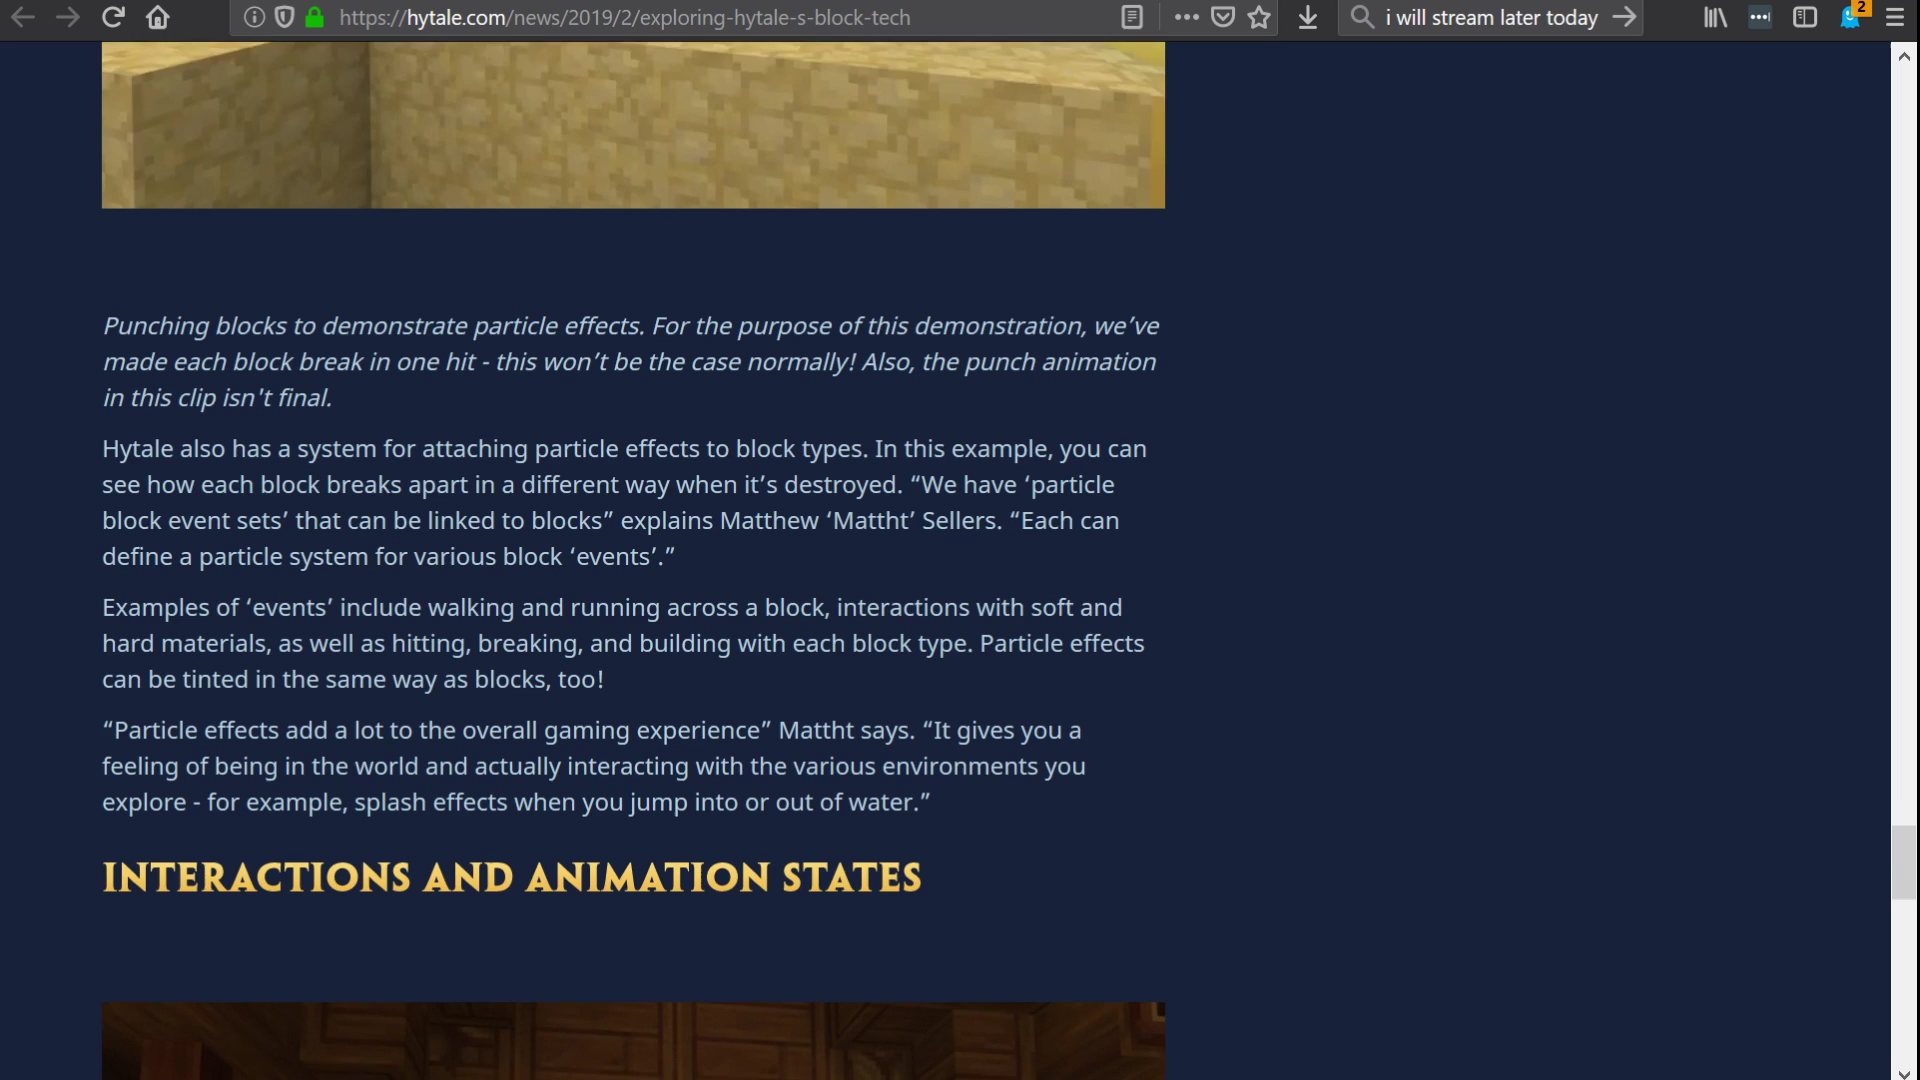 https://hytale.com/news/2019/2/exploring-hytale-s-block-tech
i will stream later today
2
Punching blocks to demonstrate particle effects. For the purpose of this demonstration, we’ve
made each block break in one hit - this won’t be the case normally! Also, the punch animation
in this clip isn't final.
Hytale also has a system for attaching particle effects to block types. In this example, you can
see how each block breaks apart in a different way when it’s destroyed. “We have ‘particle
block event sets’ that can be linked to blocks” explains Matthew ‘Mattht’ Sellers. “Each can
define a particle system for various block ‘events’.”
Examples of ‘events’ include walking and running across a block, interactions with soft and
hard materials, as well as hitting, breaking, and building with each block type. Particle effects
can be tinted in the same way as blocks, too!
“Particle effects add a lot to the overall gaming experience” Mattht says. “It gives you a
feeling of being in the world and actually interacting with the various environments you
explore - for example, splash effects when you jump into or out of water.”
INTERACTIONS AND ANIMATION STATES